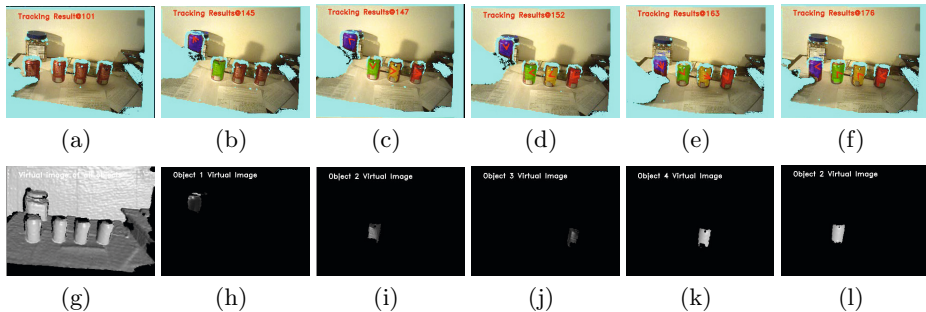 Tracking Results@101
Tracking Result@145
Tracking Results@147
Tracking Result@152
Tracking Results@163
Tracking Results@176
(a)
(b)
(c)
(d)
(e)
(f)
Virtual Image of
Object 1 Virtual Image
Object 2 Virtual Image
Object 3 Virtual Image
Object 4 Virtual Image
Object 2 Virtual Image
(g)
(h)
(i)
(j)
(k)
(l)